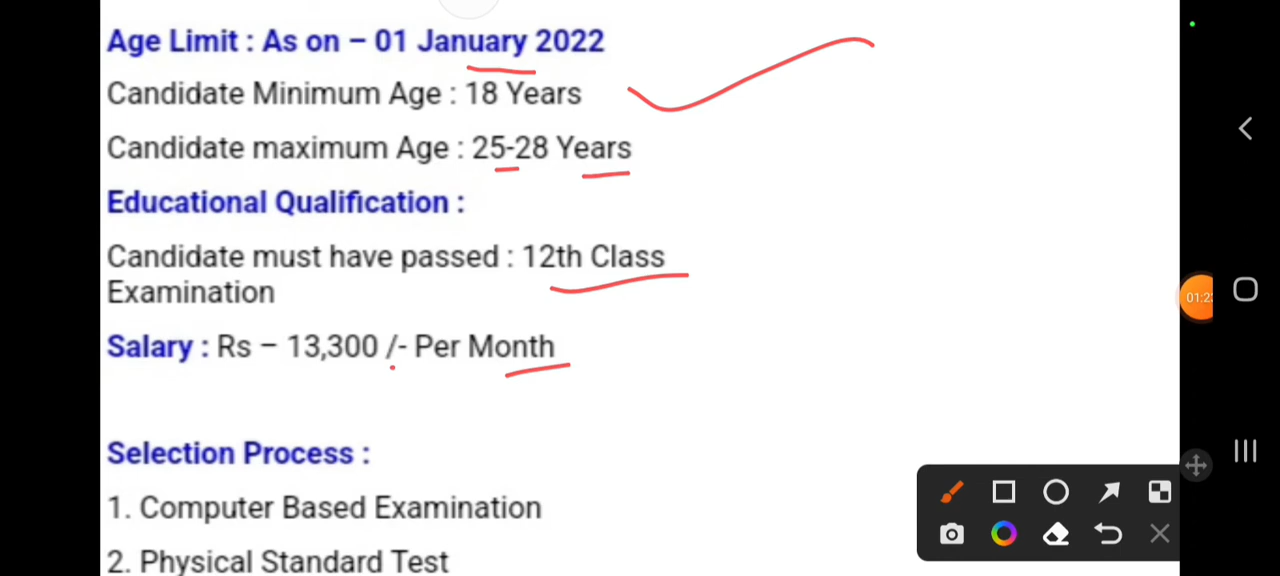 Age Limit : As on – 01 January 2022
Candidate Minimum Age : 18 Years
Candidate maximum Age : 25-28 Years
Educational Qualification :
Candidate must have passed : 12th Class
Examination
Salary : Rs – 13,300 /- Per Month
Selection Process :
1. Computer Based Examination
2. Physical Standard Test